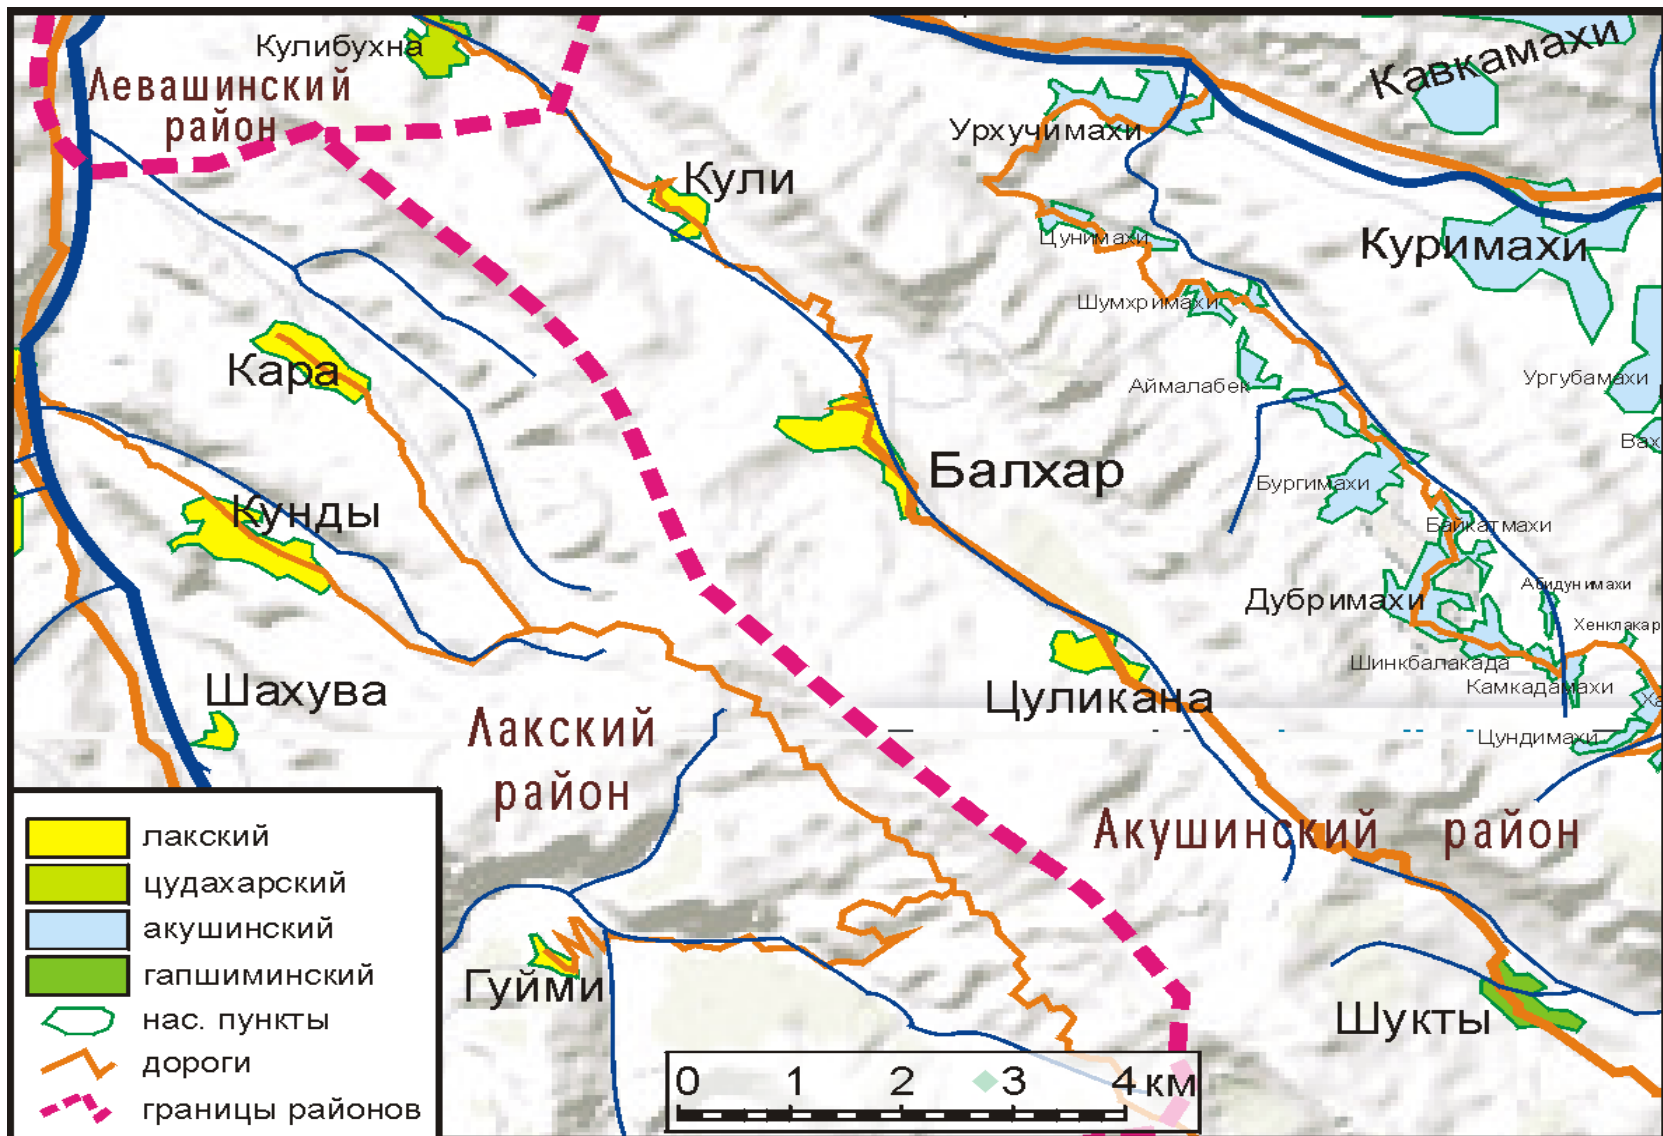 Кулибухна
Левашинский
район
Кавкамахи
Урхучимахи
Кули
Цунимахи
Куримахи
Шумхримахи
Кара
Аймалабек
Ургубамахи
Вах
Балхар
Бургимахи
Кунды
Байкатмахи
Абидунимахи
Дубримахи
Хенклакар
Шинкбалакада
Камкадамахи
Ха
Шахува
Цуликана
Цундимахи
Лакский
район
Акушинский район
Гуйми
Шукты
лакский
цудахарский
акушинский
гапшиминский
нас. пункты
дороги
границы районов
0 1 2 3 4 км